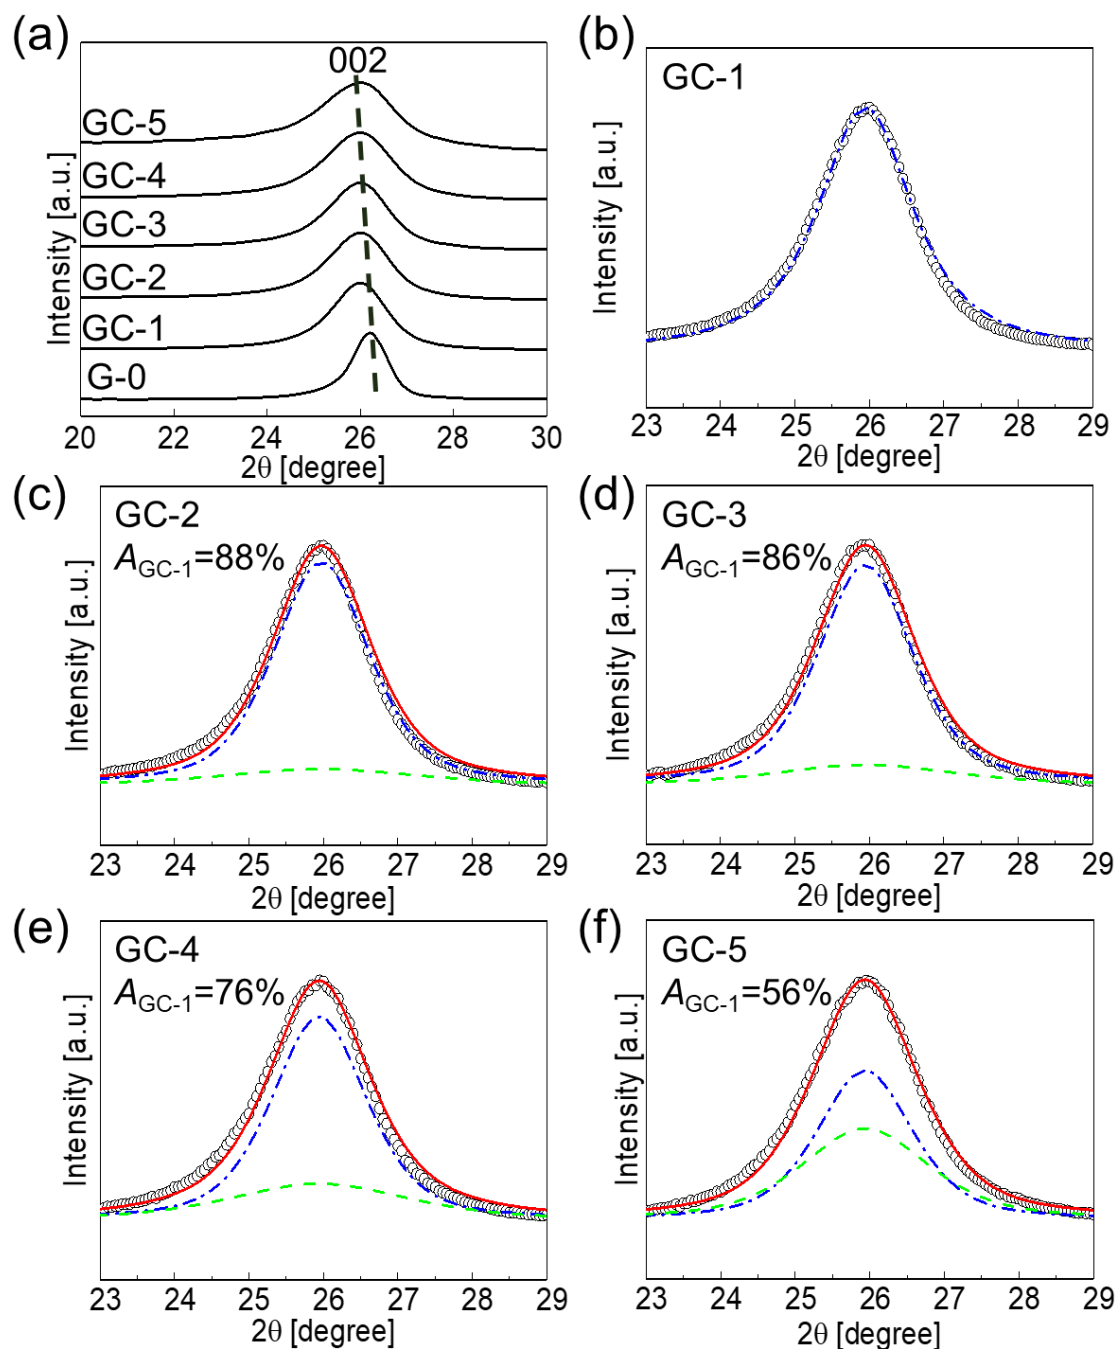 (a)
002
GC-5
GC-4
GC-3
GC-2
GC-1
G-0
Intensity [a.u.]
20 22 24 26 28 30
2θ [degree]
(b)
GC-1
Intensity [a.u.]
23 24 25 26 27 28 29
2θ [degree]
(c)
GC-2
A GC-1=88%
Intensity [a.u.]
23 24 25 26 27 28 29
2θ [degree]
(d)
GC-3
A GC-1=86%
Intensity [a.u.]
23 24 25 26 27 28 29
2θ [degree]
(e)
GC-4
A GC-1=76%
Intensity [a.u.]
23 24 25 26 27 28 29
2θ [degree]
(f)
GC-5
A GC-1=56%
Intensity [a.u.]
23 24 25 26 27 28 29
2θ [degree]